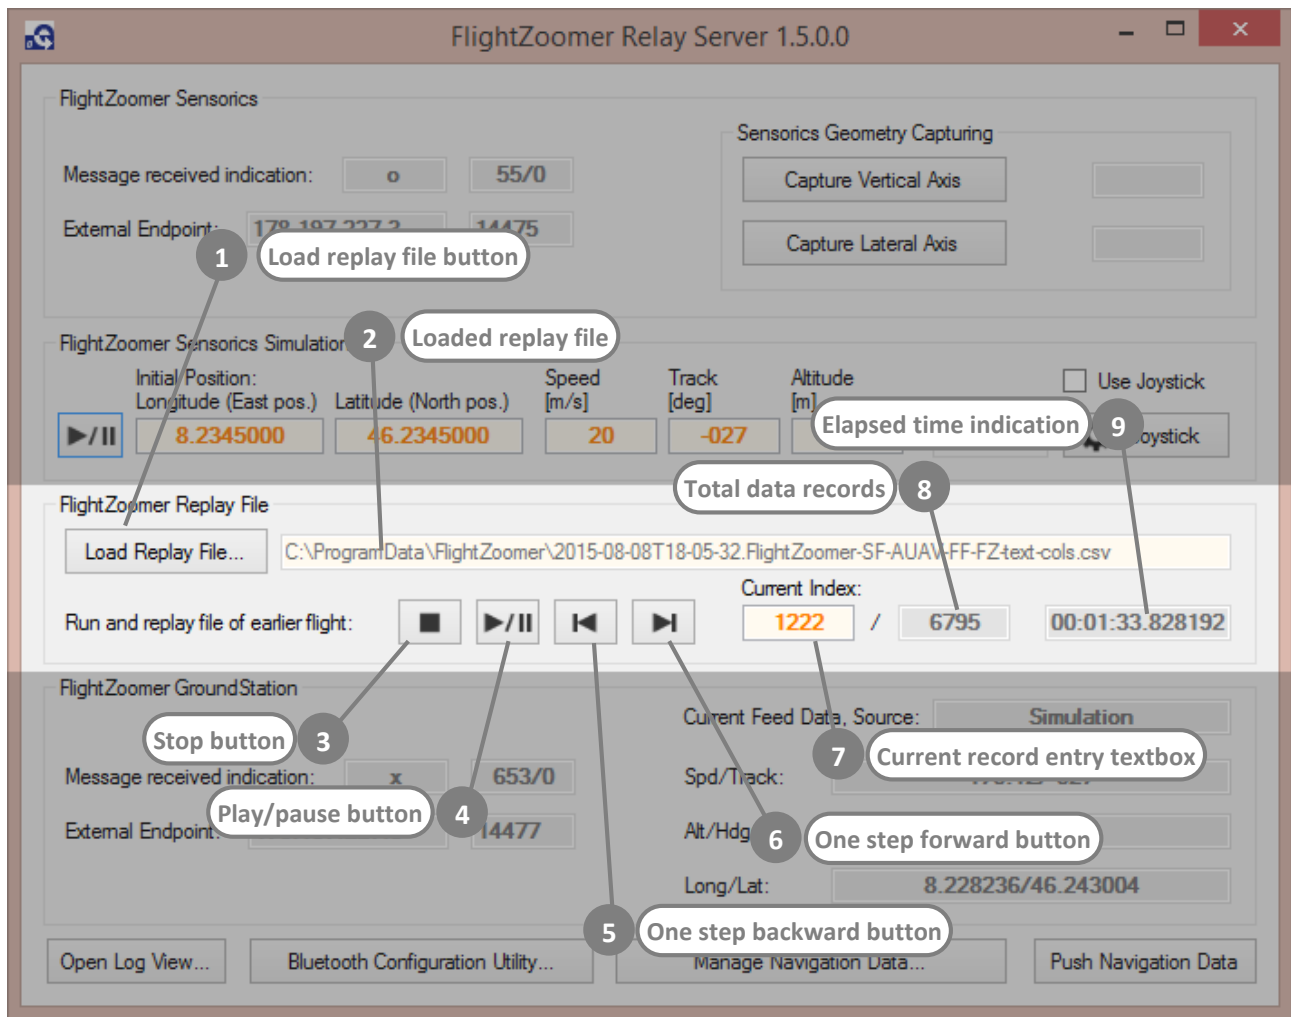 FlightZoomer Relay Server 1.5.0.0
FlightZoomer Sensorics
Sensorics Geometry Capturing
Message received indication: o 55/0
Capture Vertical Axis
External Endpoint: 14475
Capture Lateral Axis
1 Load replay file button
2 Loaded replay file
FlightZoomer Sensorics Simulation
Initial Position:
Longitude (East pos.) Latitude (North pos.)
Speed
[m/s]
Track
[deg]
Altitude
[m]
Use Joystick
8.2345000 46.2345000 20 -027
Joystick
Elapsed time indication 9
Total data records 8
FlightZoomer Replay File
Load Replay File... C:\ProgramData\FlightZoomer\2015-08-08T18-05-32.FlightZoomer-SF-AUAV-FF-FZ-text-cols.csv
Current Index:
Run and replay file of earlier flight: 1222 / 6795 00:01:33.828192
FlightZoomer GroundStation
Current Feed Data, Source: Simulation
Stop button 3
7 Current record entry textbox
Message received indication: x 653/0
Spd/Track:
Play/pause button 4
External Endpoint: 14477
Alt/Hdg
6 One step forward button
Long/Lat: 8.228236/46.243004
5 One step backward button
Open Log View... Bluetooth Configuration Utility... Manage Navigation Data... Push Navigation Data